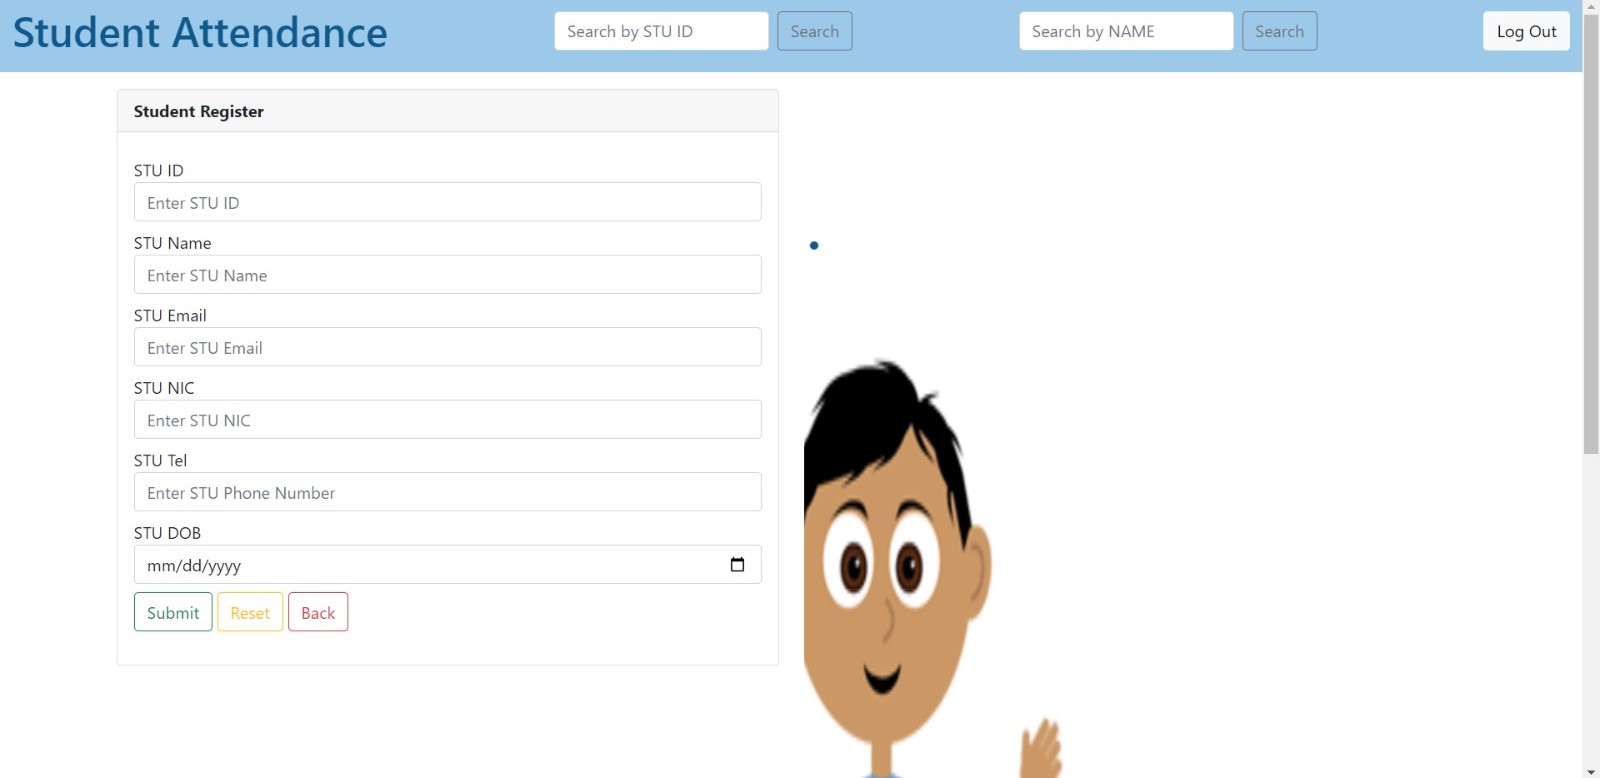 Student Attendance
Search by STU ID
Search
Search by NAME
Search
Log Out
Student Register
STU ID
Enter STU ID
STU Name
Enter STU Name
STU Email
Enter STU Email
STU NIC
Enter STU NIC
STU Tel
Enter STU Phone Number
STU DOB
mm/dd/yyyy
Submit
Reset
Back